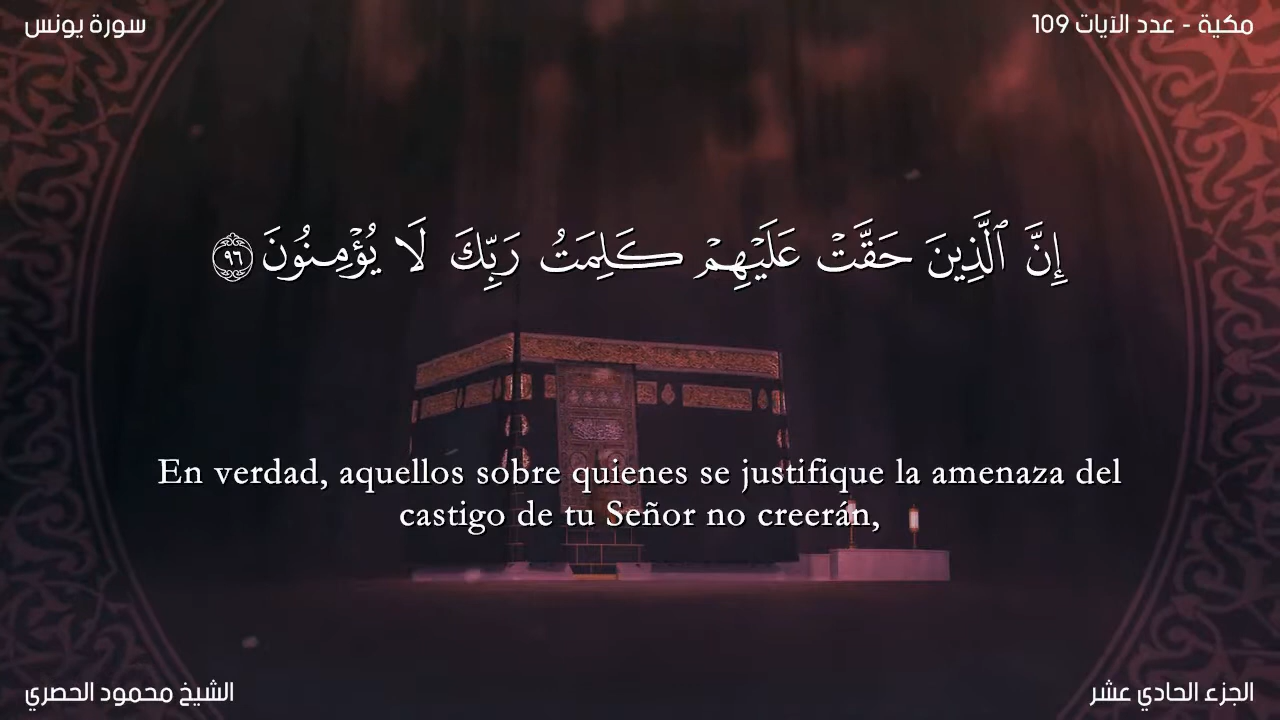 سورة يونس
مكية - عدد الآيات 109
إِنَّ ٱلَّذِينَ حَقَّتۡ عَلَيۡهِمۡ كَلِمَتُ رَبِّكَ لَا يُؤۡمِنُونَ ٩٦
En verdad, aquellos sobre quienes se justifique la amenaza del
castigo de tu Señor no creerán,
الشيخ محمود الحصري
الجزء الحادي عشر